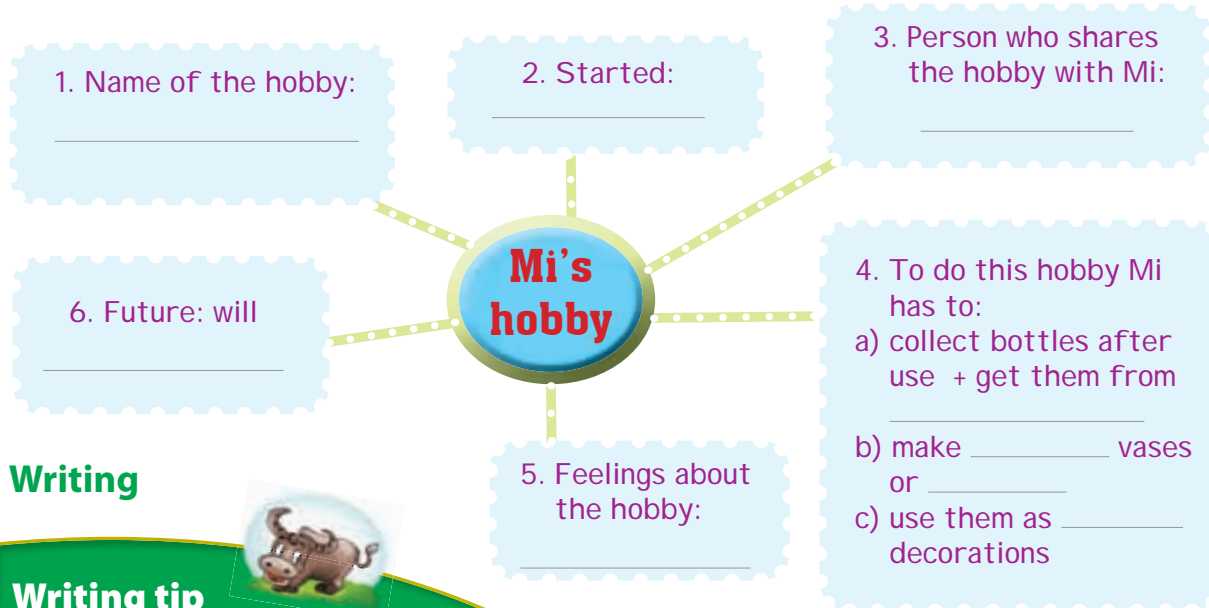 1. Name of the hobby:
2. Started:
3. Person who shares
the hobby with Mi:
Mi's
hobby
4. To do this hobby Mi
has to:
a) collect bottles after
use + get them from
b) make vases
or
c) use them as
decorations
5. Feelings about
the hobby:
6. Future: will
Writing
Writing tip